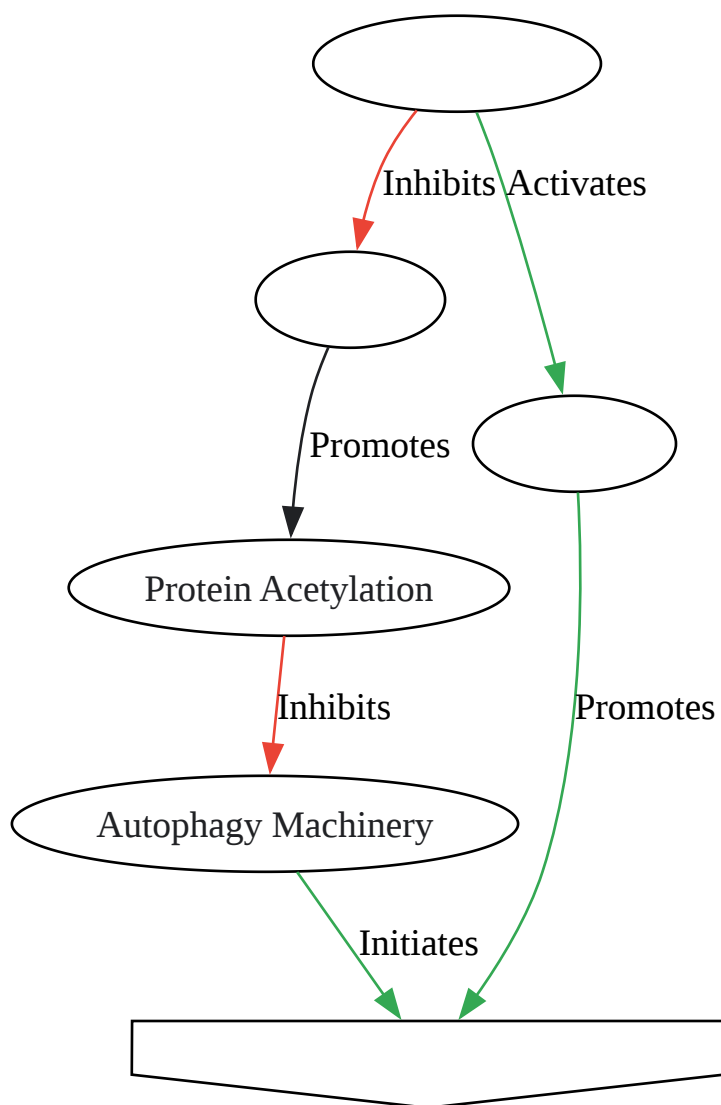 Inhibits
Activates
Promotes
Protein Acetylation
Inhibits
Promotes
Autophagy Machinery
Initiates